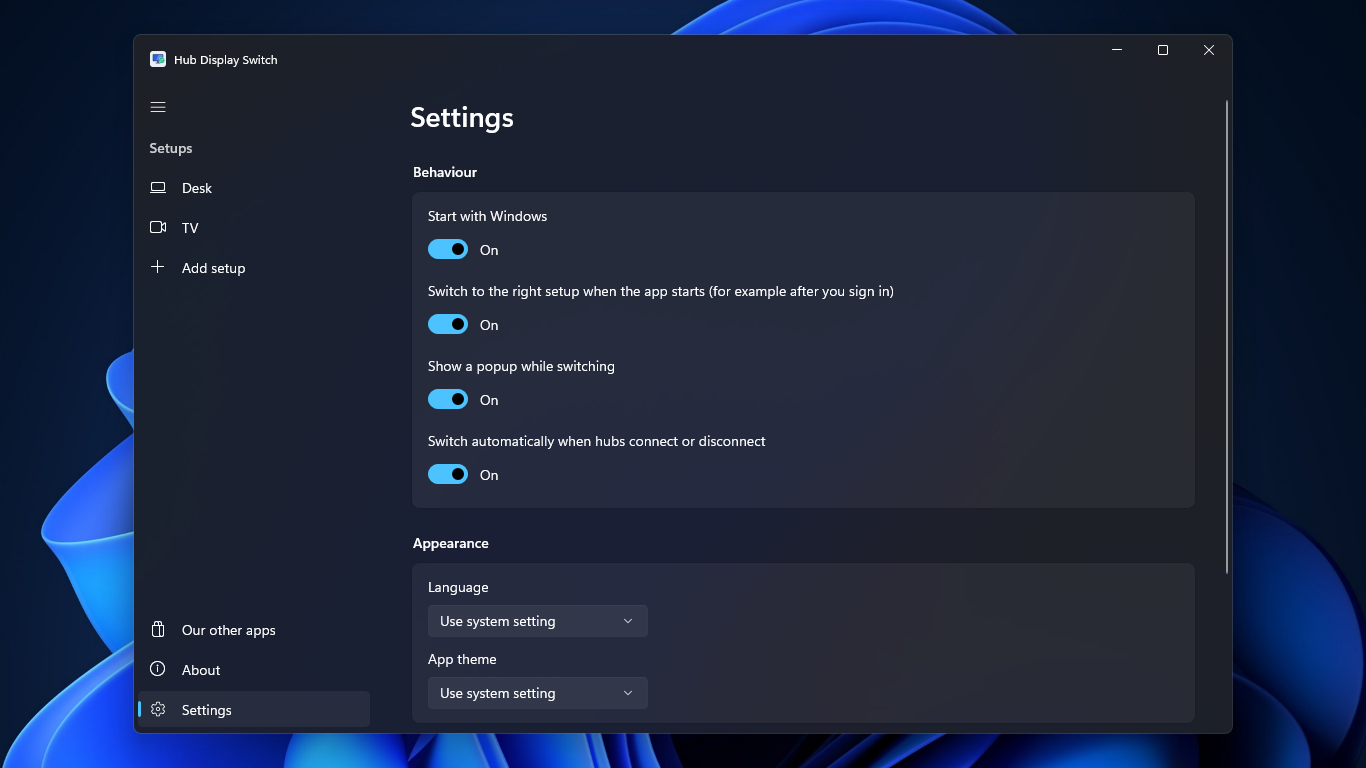 Hub Display Switch
Setups
Desk
TV
Add setup
Our other apps
About
Settings
Settings
Behaviour
Start with Windows
On
Switch to the right setup when the app starts (for example after you sign in)
On
Show a popup while switching
On
Switch automatically when hubs connect or disconnect
On
Appearance
Language
Use system setting
App theme
Use system setting